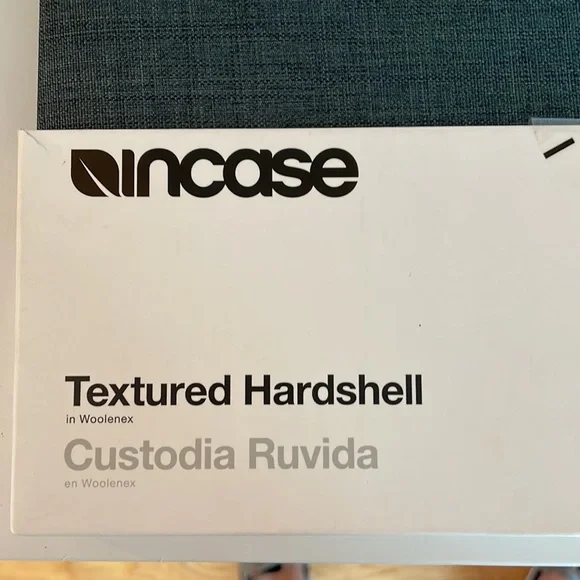 incase
Textured Hardshell
in Woolenex
Custodia Ruvida
en Woolenex